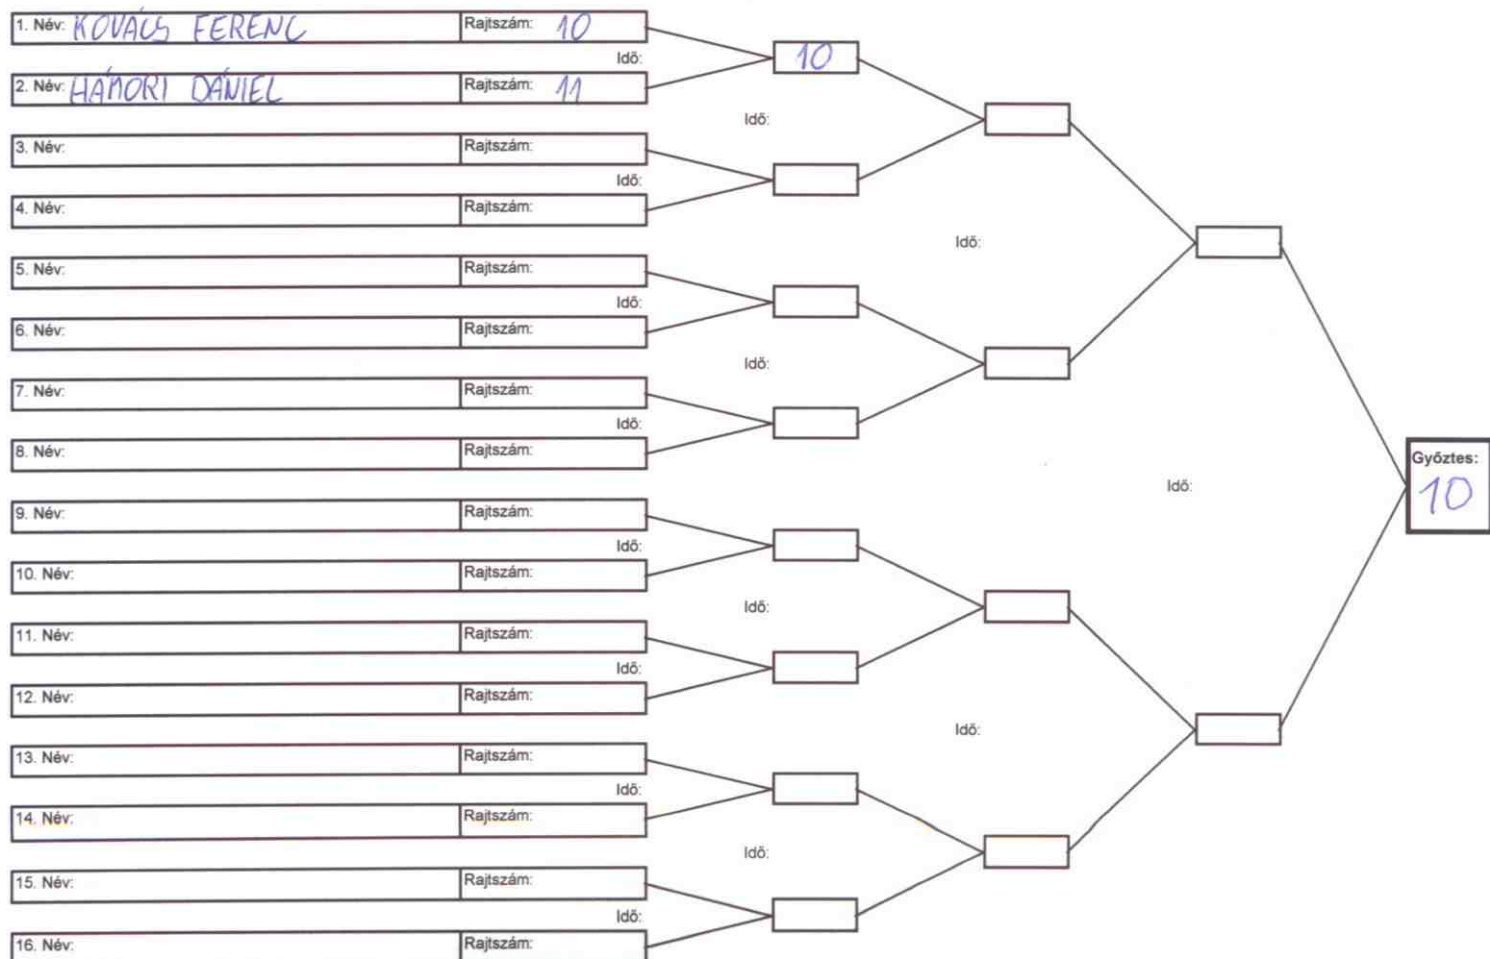 1. Név: KOVÁCS FERENC Rajtszám: 10
Idő:
10
2. Név: HÁMORI DÁNIEL Rajtszám: 11
Idő:
3. Név: Rajtszám:
Idő:
4. Név: Rajtszám:
Idő:
5. Név: Rajtszám:
Idő:
6. Név: Rajtszám:
Idő:
7. Név: Rajtszám:
Idő:
8. Név: Rajtszám:
Győztes:
10
Idő:
9. Név: Rajtszám:
Idő:
10. Név: Rajtszám:
Idő:
11. Név: Rajtszám:
Idő:
12. Név: Rajtszám:
Idő:
13. Név: Rajtszám:
Idő:
14. Név: Rajtszám:
Idő:
15. Név: Rajtszám:
Idő:
16. Név: Rajtszám: